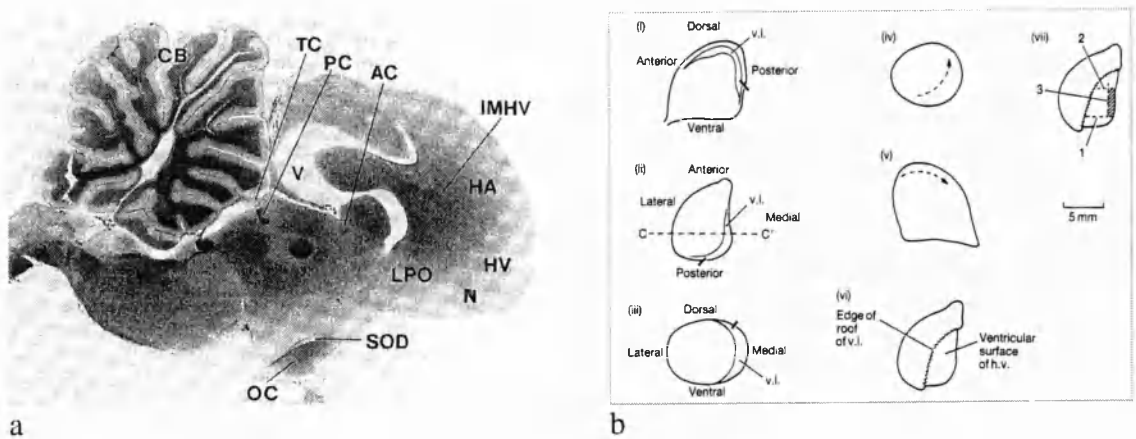 CB
TC
PC
AC
IMHV
V
HA
LPO
HV
N
SOD
OC
a
(i)
Dorsal
v.l.
Anterior
Posterior
Ventral
(ii)
Anterior
Lateral
v.l.
Medial
C
C'
Posterior
(iii)
Dorsal
Lateral
Medial
v.l.
Ventral
(iv)
(v)
(vi)
Edge of
roof
of v.l.
Ventricular
surface
of h.v.
(vii)
2
3
1
5 mm
b